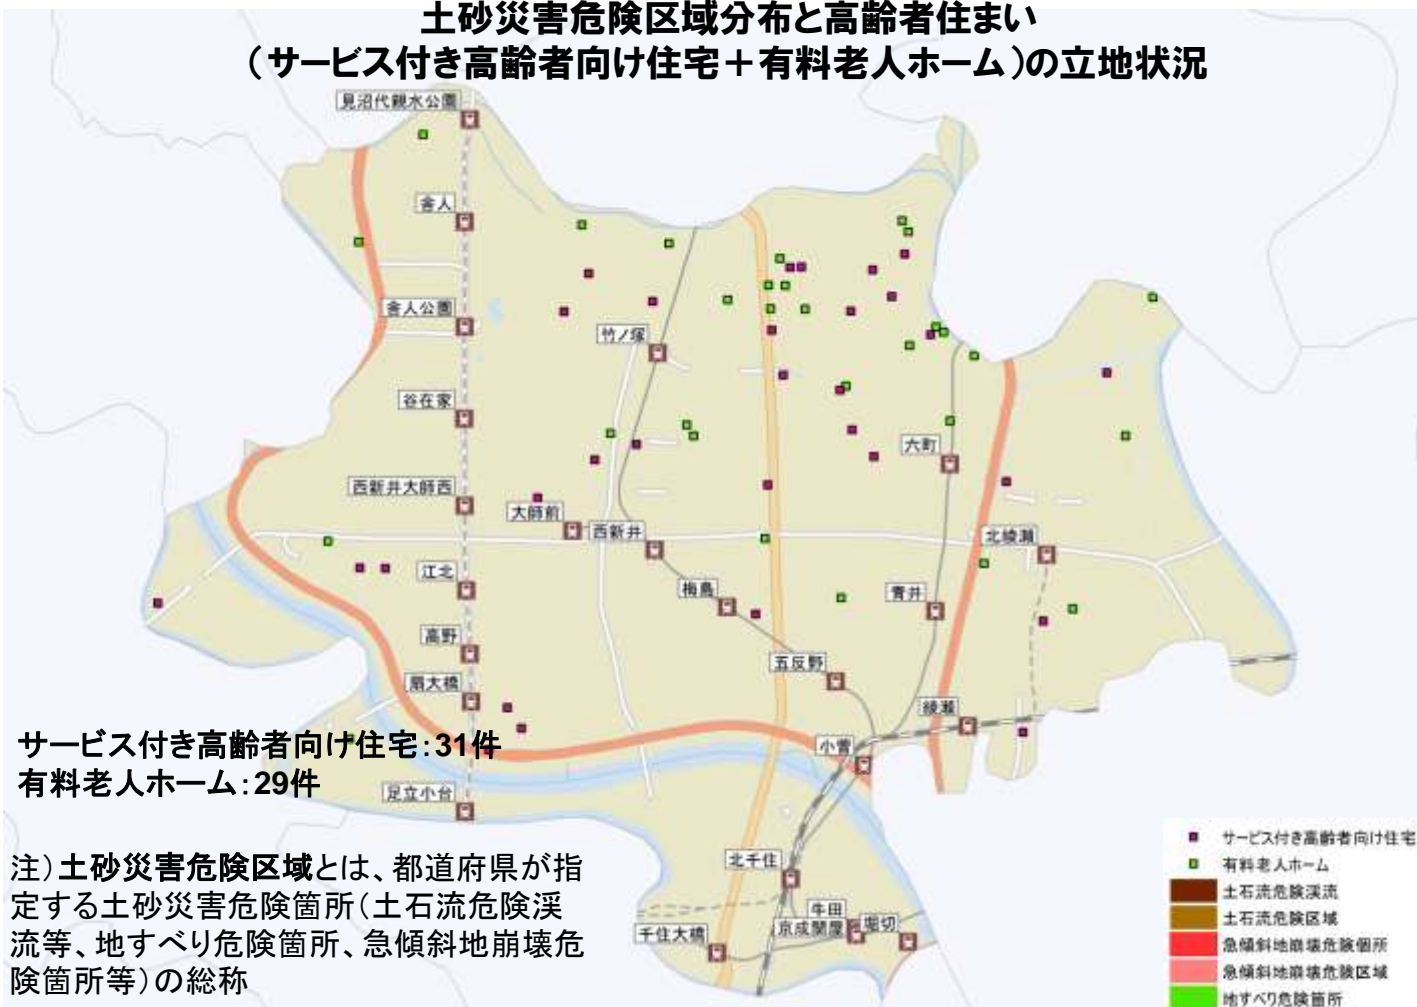 土砂災害危険区域分布と高齢者住まい
（サービス付き高齢者向け住宅＋有料老人ホーム）の立地状況
見沼代親水公園
舎人
舎人公園
竹ノ塚
谷在家
六町
西新井大師西
大師前
西新井
北綾瀬
江北
梅島
青井
高野
五反野
扇大橋
綾瀬
小菅
サービス付き高齢者向け住宅：31件
有料老人ホーム：29件
足立小台
北千住
牛田
京成関屋
堀切
千住大橋
注）土砂災害危険区域とは、都道府県が指
定する土砂災害危険箇所（土石流危険渓
流等、地すべり危険箇所、急傾斜地崩壊危
険箇所等）の総称
サービス付き高齢者向け住宅
有料老人ホーム
土石流危険渓流
土石流危険区域
急傾斜地崩壊危険個所
急傾斜地崩壊危険区域
地すべり危険箇所